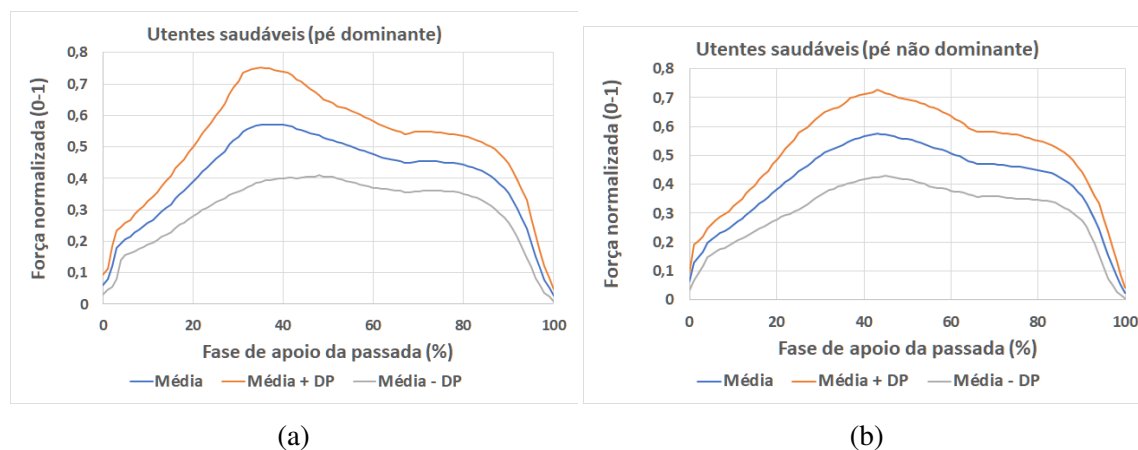 Utentes saudáveis (pé dominante)
0,8
0,7
0,6
0,5
0,4
0,3
0,2
0,1
0
Força normalizada (0-1)
0 20 40 60 80 100
Fase de apoio da passada (%)
Média Média + DP Média - DP
(a)
Utentes saudáveis (pé não dominante)
0,8
0,7
0,6
0,5
0,4
0,3
0,2
0,1
0
Força normalizada (0-1)
0 20 40 60 80 100
Fase de apoio da passada (%)
Média Média + DP Média - DP
(b)